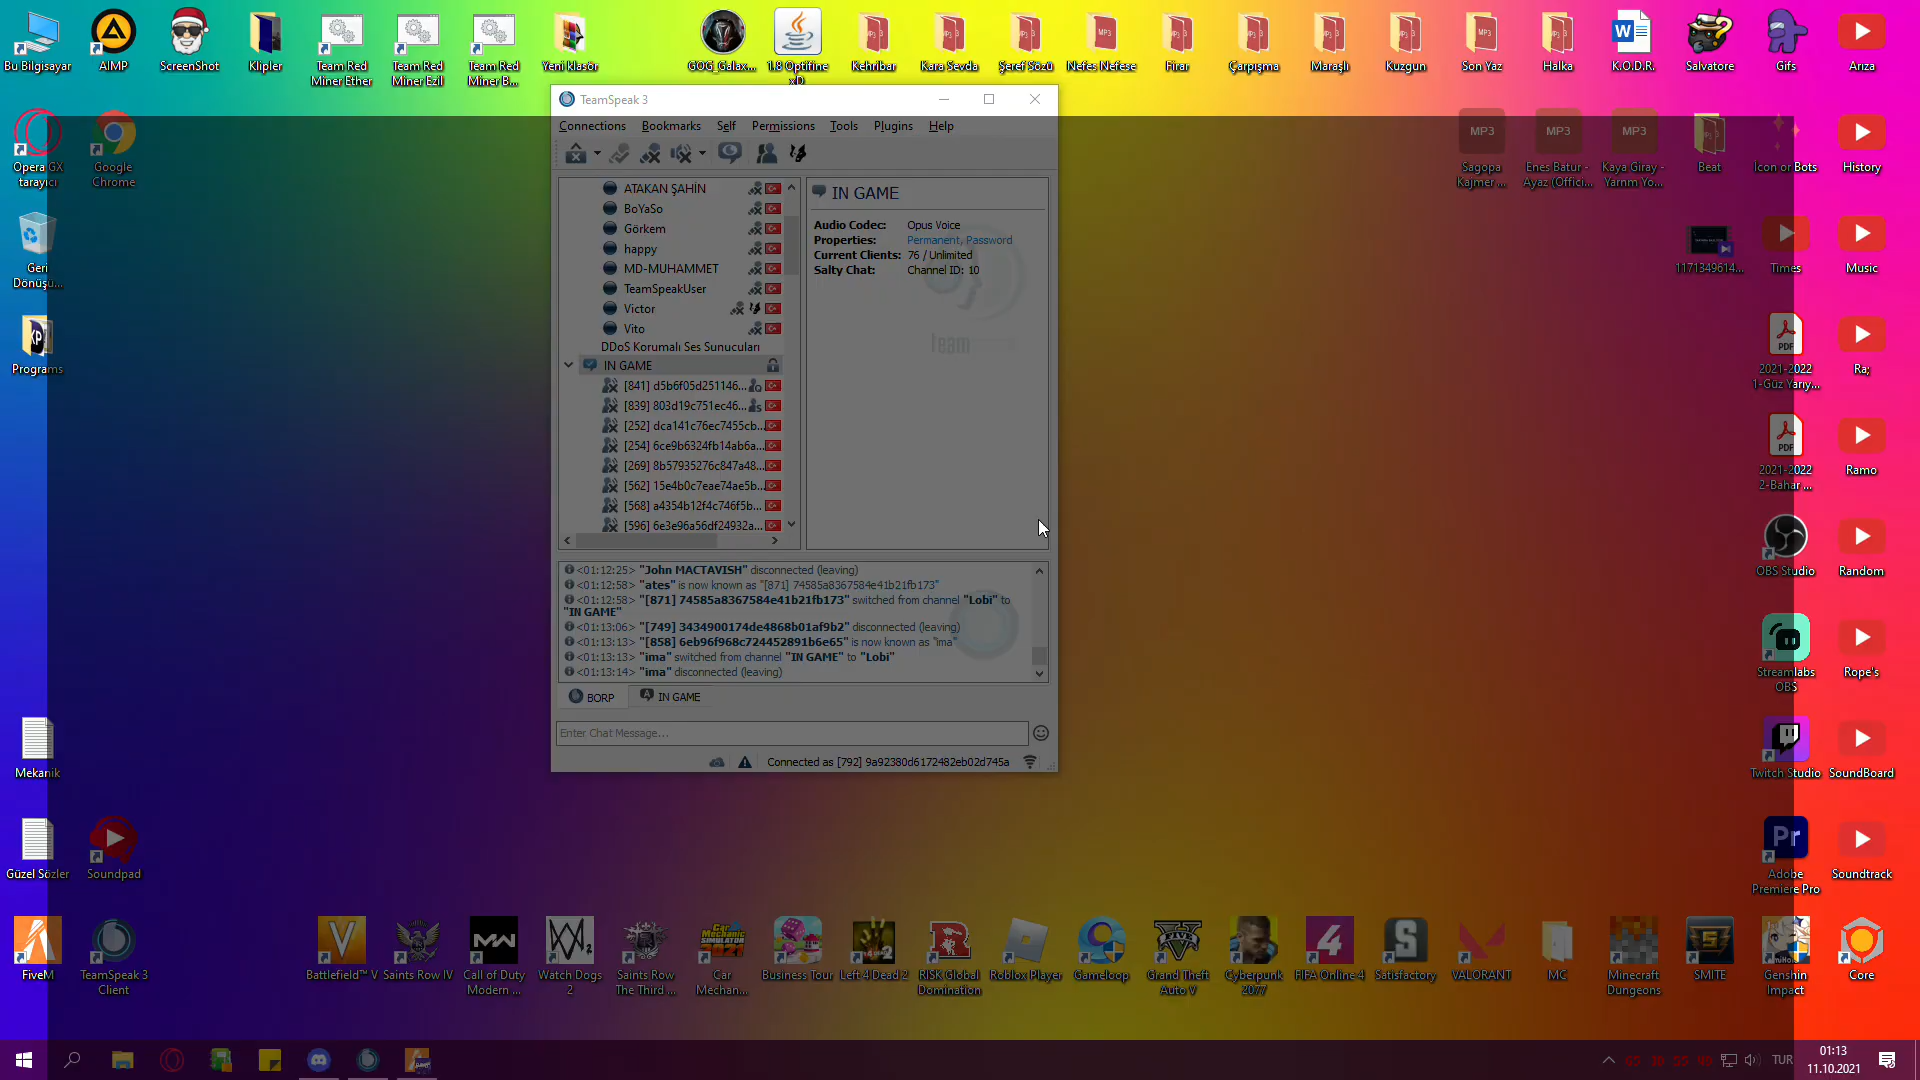 Bu Bilgisayar
AIMP
ScreenShot
Klipler
Team Red
Miner Ether
Team Red
Miner Ezil
Team Red
Miner B...
Yeni klasör
GOG_Galax...
1.8 Optifine
xD
Kehribar
Kara Sevda
Şeref Sözü
Nefes Nefese
Firar
Çarpışma
Maraşlı
Kuzgun
Son Yaz
Halka
K.O.D.R.
Salvatore
Gifs
Arıza
TeamSpeak 3
Connections Bookmarks Self Permissions Tools Plugins Help
Opera GX
tarayıcı
Google
Chrome
MP3
Sagopa
Kajmer ...
MP3
Enes Batur -
Ayaz (Offici...
MP3
Kaya Giray -
Yarım Yo...
Beat
Icon or Bots
History
ATAKAN ŞAHİN
BoYaSo
Görkem
happy
MD-MUHAMMET
TeamSpeakUser
Victor
Vito
DDoS Korumalı Ses Sunucuları
IN GAME
[841] d5b6f05d251146...
[839] 803d19c751ec46...
[252] dca141c76ec7455cb...
[254] 6ce9b6324fb14ab6a...
[269] 8b57935276c847a48...
[562] 15e4b0c7eae74ae5b...
[568] a4354b12f4c746f5b...
[596] 6e3e96a56df24932a...
IN GAME
Audio Codec: Opus Voice
Properties: Permanent, Password
Current Clients: 76 / Unlimited
Salty Chat: Channel ID: 10
team
Geri
Dönüşü...
1171349614...
Times
Music
Programs
PDF
2021-2022
1-Güz Yarıy...
Ra;
PDF
2021-2022
2-Bahar ...
Ramo
OBS Studio
Random
Streamlabs
OBS
Rope's
<01:12:25> "John MACTAVISH" disconnected (leaving)
<01:12:58> "ates" is now known as "[871] 74585a8367584e41b21fb173"
<01:12:58> "[871] 74585a8367584e41b21fb173" switched from channel "Lobi" to
"IN GAME"
<01:13:06> "[749] 3434900174de4868b01af9b2" disconnected (leaving)
<01:13:13> "[858] 6eb96f968c724452891b6e65" is now known as "ima"
<01:13:13> "ima" switched from channel "IN GAME" to "Lobi"
<01:13:14> "ima" disconnected (leaving)
BORP
IN GAME
Enter Chat Message...
Connected as [792] 9a92380d6172482eb02d745a
Mekanik
Twitch Studio
SoundBoard
Güzel Sözler
Soundpad
Pr
Adobe
Premiere Pro
Soundtrack
FiveM
TeamSpeak 3
Client
Battlefield™ V
Saints Row IV
Call of Duty
Modern ...
Watch Dogs
2
Saints Row
The Third ...
Car
Mechan...
Business Tour
Left 4 Dead 2
RISK Global
Domination
Roblox Player
Gameloop
Grand Theft
Auto V
Cyberpunk
2077
FIFA Online 4
Satisfactory
VALORANT
MC
Minecraft
Dungeons
SMITE
Genshin
Impact
Core
TUR
01:13
11.10.2021